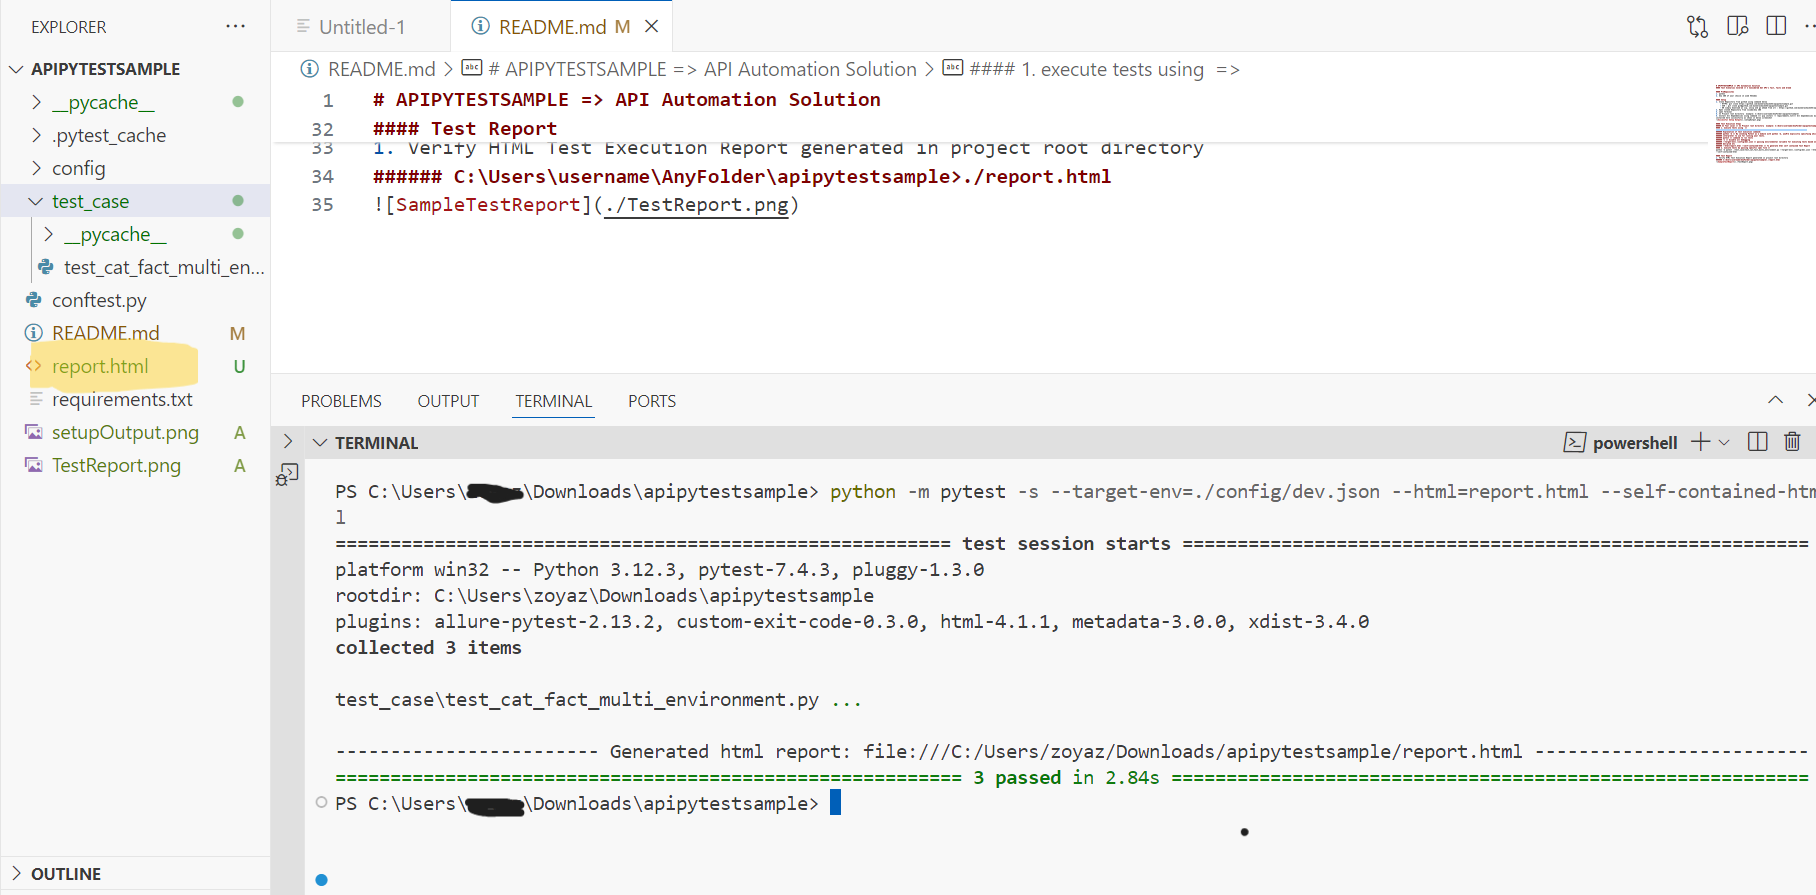 EXPLORER
...
APIPYTESTSAMPLE
__pycache__
.pytest_cache
config
test_case
__pycache__
test_cat_fact_multi_en...
conftest.py
README.md M
report.html U
requirements.txt
setupOutput.png A
TestReport.png A
OUTLINE
Untitled-1
README.md M
README.md > # APIPYTESTSAMPLE => API Automation Solution > #### 1. execute tests using =>
1 # APIPYTESTSAMPLE => API Automation Solution
32 #### Test Report
33 1. Verify HTML Test Execution Report generated in project root directory
34 ###### C:\Users\username\AnyFolder\apipytestsample>./report.html
35 ![SampleTestReport](./TestReport.png)
PROBLEMS OUTPUT TERMINAL PORTS
TERMINAL
powershell
PS C:\Users\ \Downloads\apipytestsample> python -m pytest -s --target-env=./config/dev.json --html=report.html --self-contained-htm
l
======================================================== test session starts =========================================================
platform win32 -- Python 3.12.3, pytest-7.4.3, pluggy-1.3.0
rootdir: C:\Users\zoyaz\Downloads\apipytestsample
plugins: allure-pytest-2.13.2, custom-exit-code-0.3.0, html-4.1.1, metadata-3.0.0, xdist-3.4.0
collected 3 items
test_case\test_cat_fact_multi_environment.py ...
------------------------ Generated html report: file:///C:/Users/zoyaz/Downloads/apipytestsample/report.html -------------------------
========================================================= 3 passed in 2.84s ==========================================================
PS C:\Users\ \Downloads\apipytestsample>